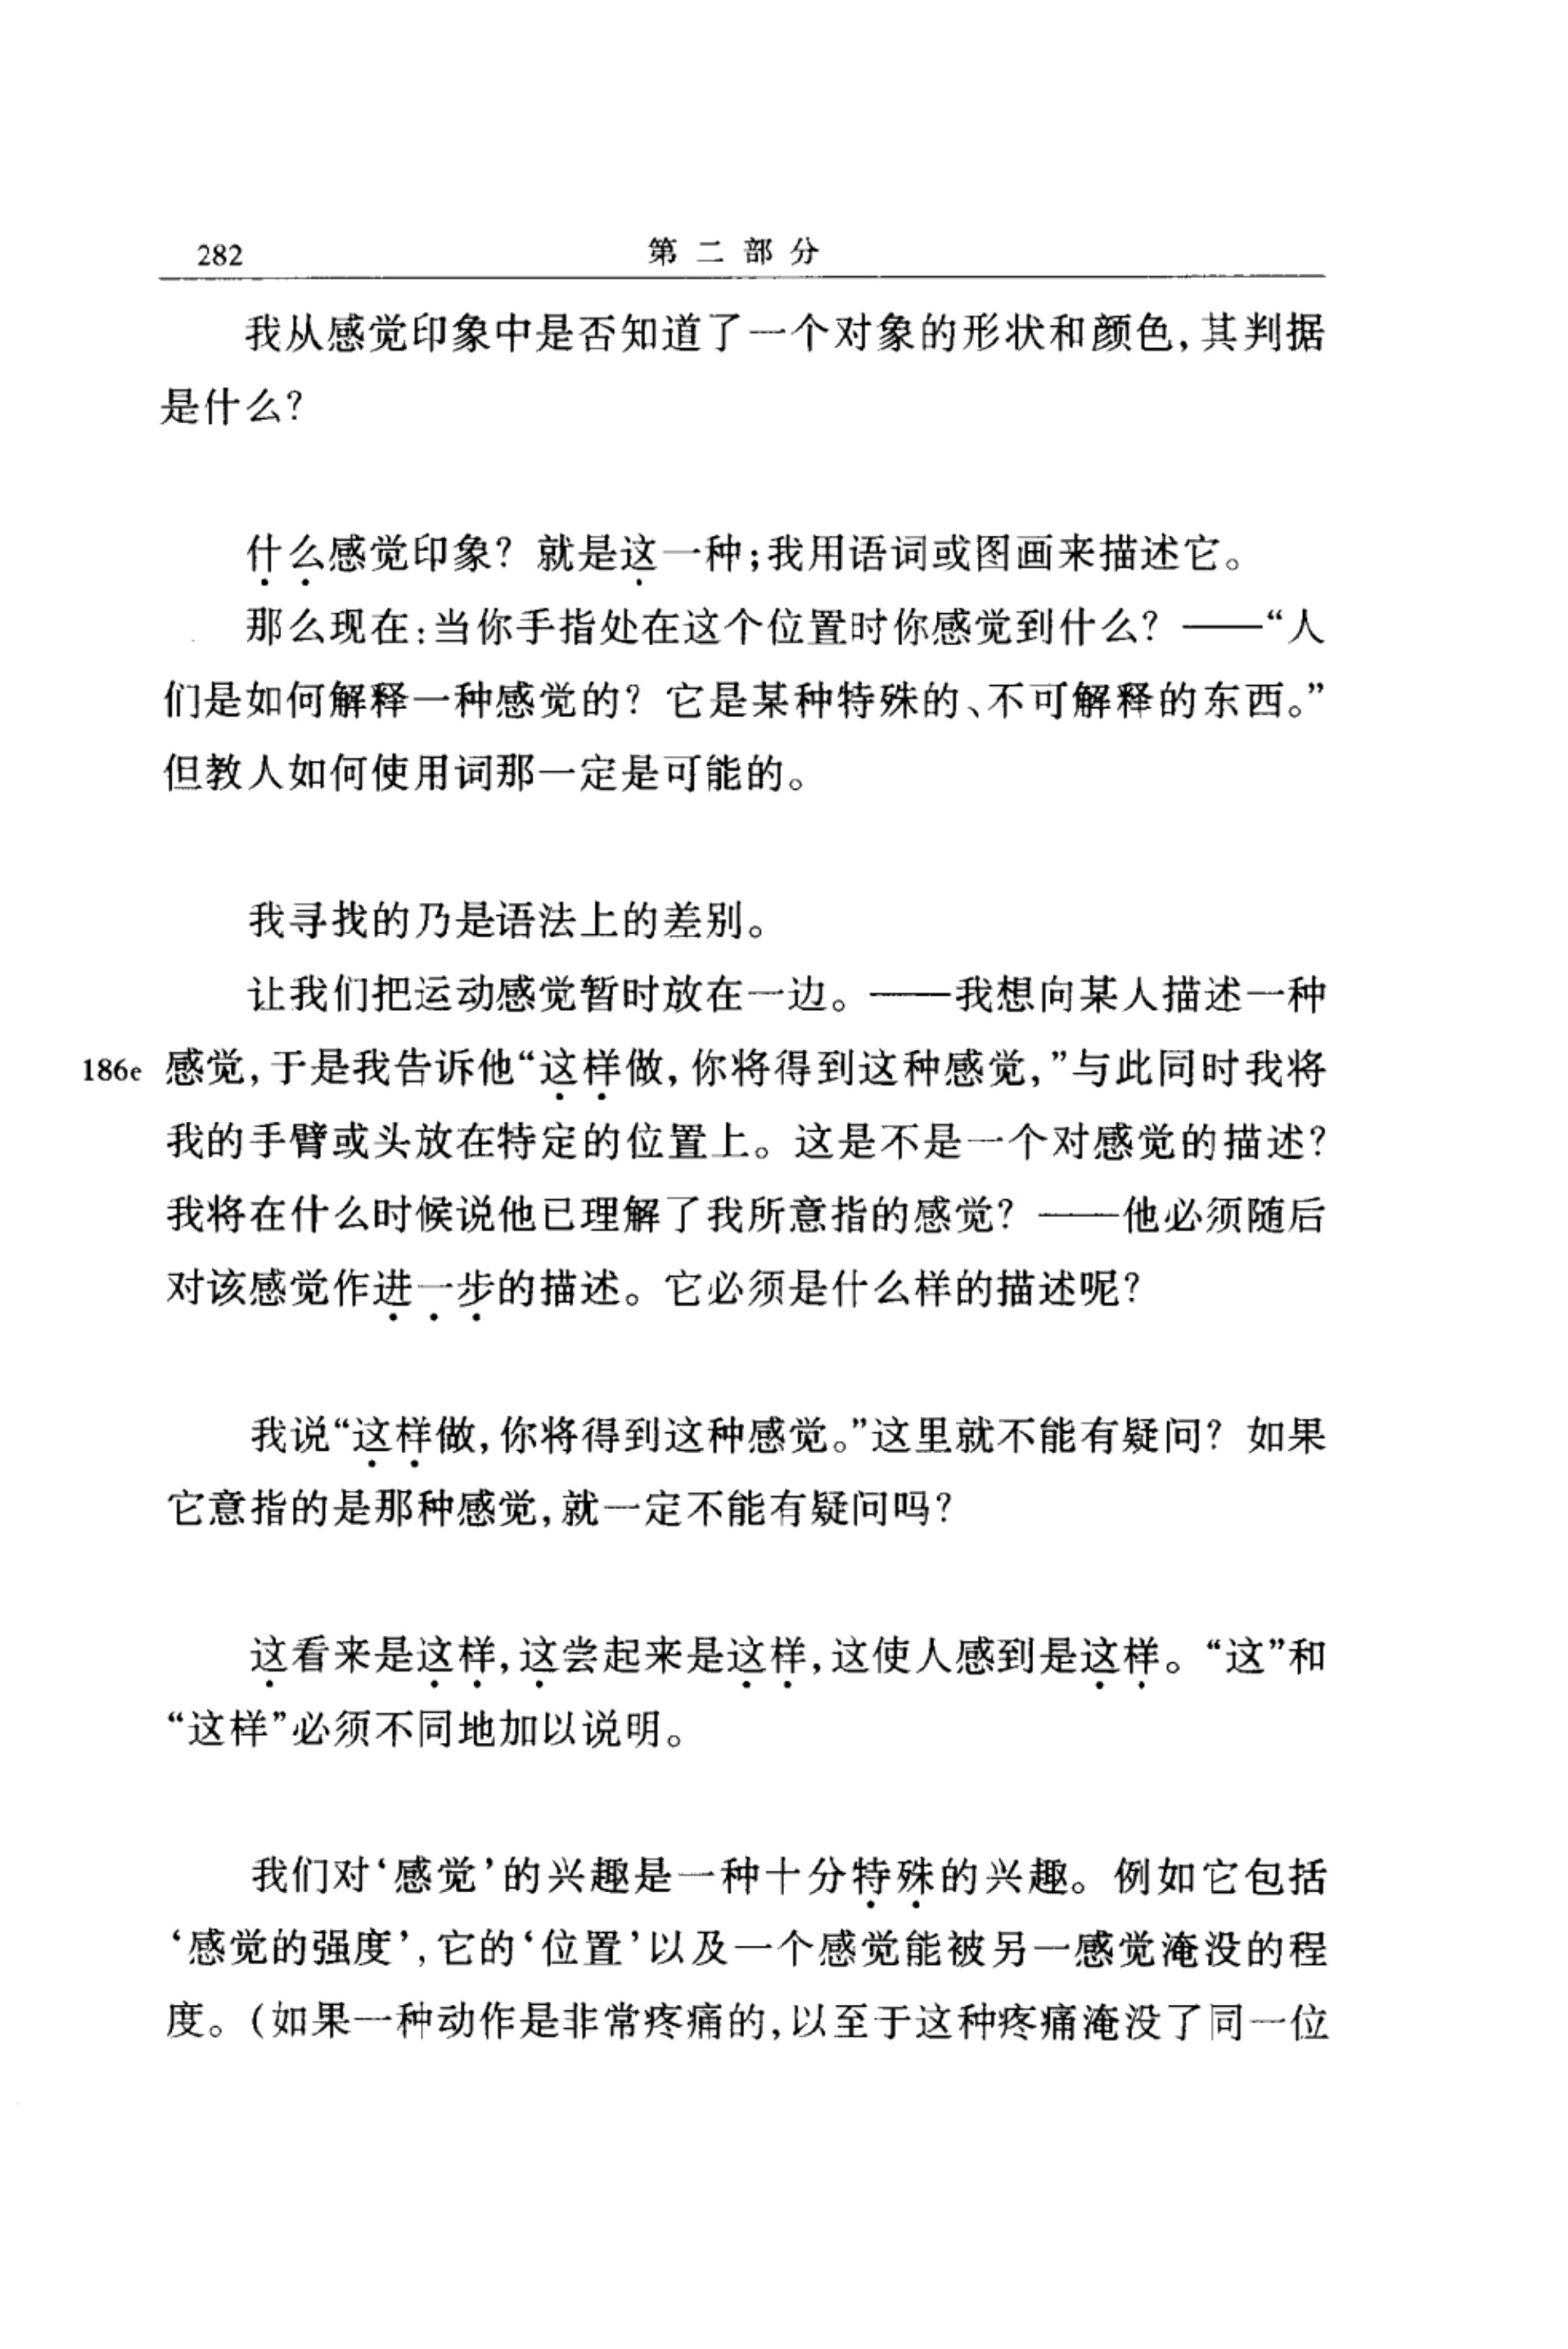 282
第二部分
我从感觉印象中是否知道了一个对象的形状和颜色,其判据
是什么?
什么感觉印象?就是这一种;我用语词或图画来描述它。
那么现在:当你手指处在这个位置时你感觉到什么?——“人
们是如何解释一种感觉的?它是某种特殊的、不可解释的东西。”
但教人如何使用词那一定是可能的。
我寻找的乃是语法上的差别。
让我们把运动感觉暂时放在一边。——我想向某人描述一种
186e 感觉,于是我告诉他“这样做,你将得到这种感觉,”与此同时我将
我的手臂或头放在特定的位置上。这是不是一个对感觉的描述?
我将在什么时候说他已理解了我所意指的感觉?——他必须随后
对该感觉作进一步的描述。它必须是什么样的描述呢?
我说“这样做,你将得到这种感觉。”这里就不能有疑问?如果
它意指的是那种感觉,就一定不能有疑问吗?
这看来是这样,这尝起来是这样,这使人感到是这样。“这”和
“这样”必须不同地加以说明。
我们对‘感觉’的兴趣是一种十分特殊的兴趣。例如它包括
‘感觉的强度’,它的‘位置’以及一个感觉能被另一感觉淹没的程
度。(如果一种动作是非常疼痛的,以至于这种疼痛淹没了同一位